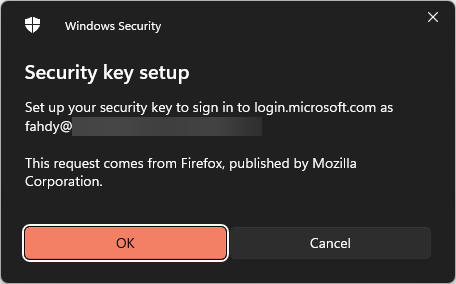 Windows Security
Security key setup
Set up your security key to sign in to login.microsoft.com as
fahdy@
This request comes from Firefox, published by Mozilla
Corporation.
OK
Cancel